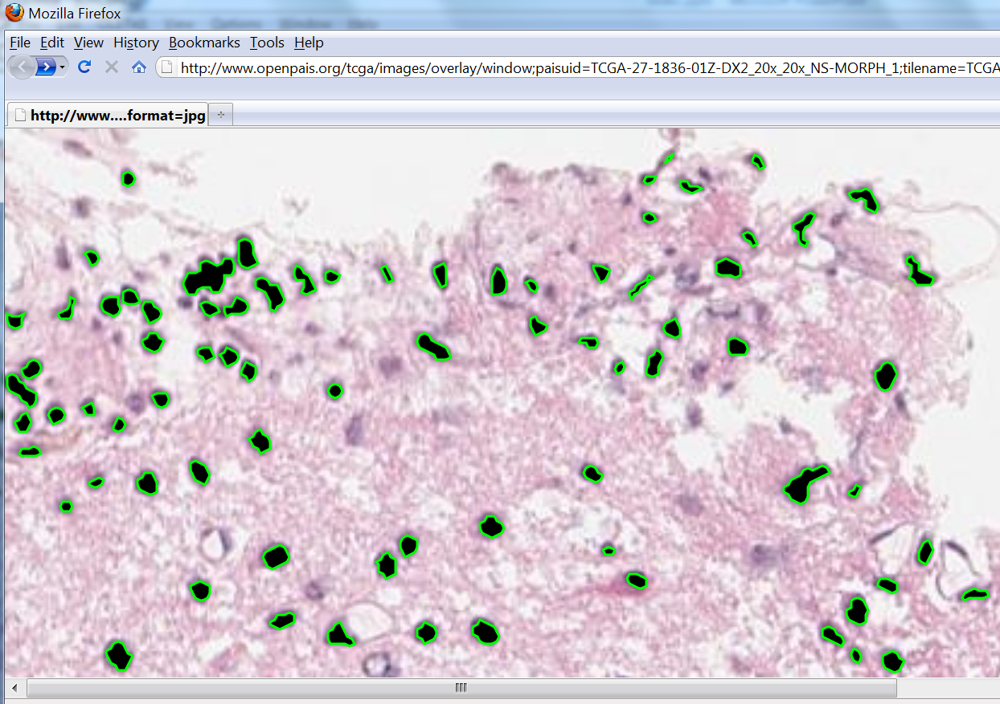 Mozilla Firefox
File Edit View History Bookmarks Tools Help
http://www.openpais.org/tcga/images/overlay/window;paisuid=TCGA-27-1836-01Z-DX2_20x_20x_NS-MORPH_1;tilename=TCGA
http://www....format=jpg